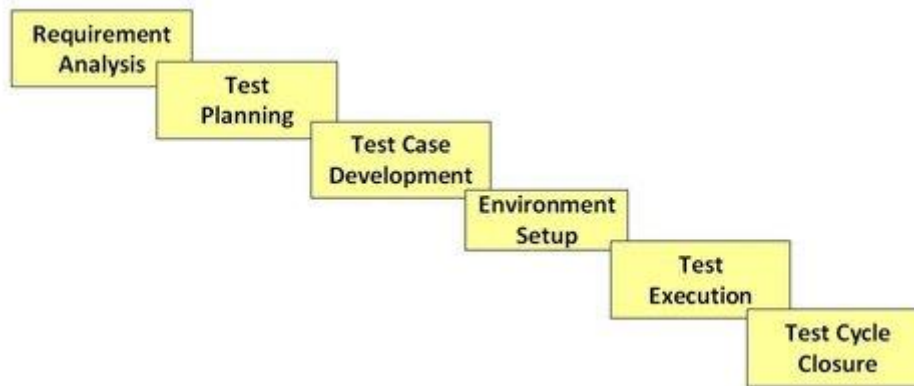 Requirement
Analysis
Test
Planning
Test Case
Development
Environment
Setup
Test
Execution
Test Cycle
Closure